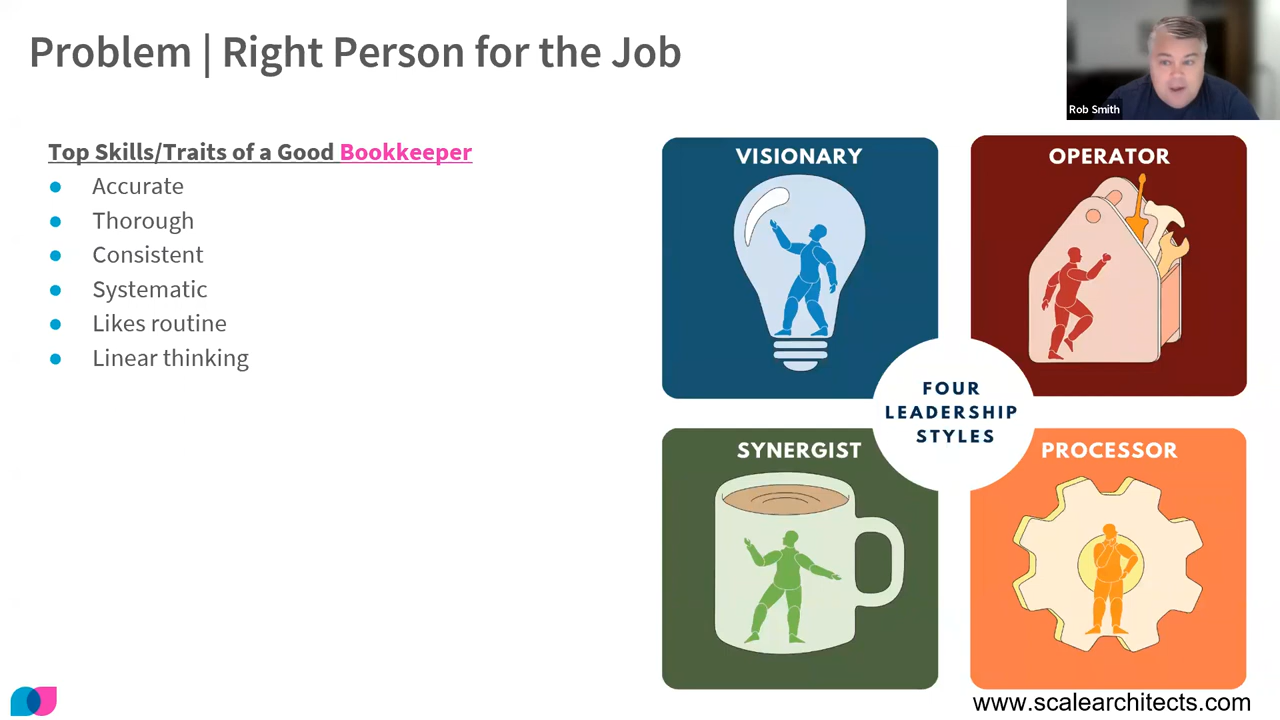 Problem | Right Person for the Job
Rob Smith
Top Skills/Traits of a Good Bookkeeper
● Accurate
● Thorough
● Consistent
● Systematic
● Likes routine
● Linear thinking
VISIONARY
OPERATOR
FOUR
LEADERSHIP
STYLES
SYNERGIST
PROCESSOR
www.scalearchitects.com